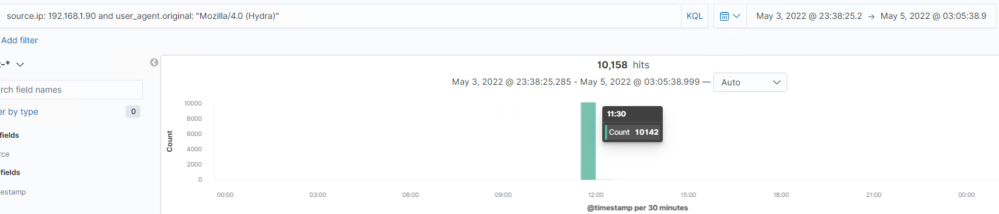 source.ip: 192.168.1.90 and user_agent.original: "Mozilla/4.0 (Hydra)" KQL May 3, 2022 @ 23:38:25.2 → May 5, 2022 @ 03:05:38.9
Add filter
-*
10,158 hits
May 3, 2022 @ 23:38:25.285 - May 5, 2022 @ 03:05:38.999 — Auto
rch field names
er by type 0
fields
rce
fields
estamp
Count
10000
8000
6000
4000
2000
0
11:30
Count 10142
00:00 03:00 06:00 09:00 12:00 15:00 18:00 21:00 00:00
@timestamp per 30 minutes